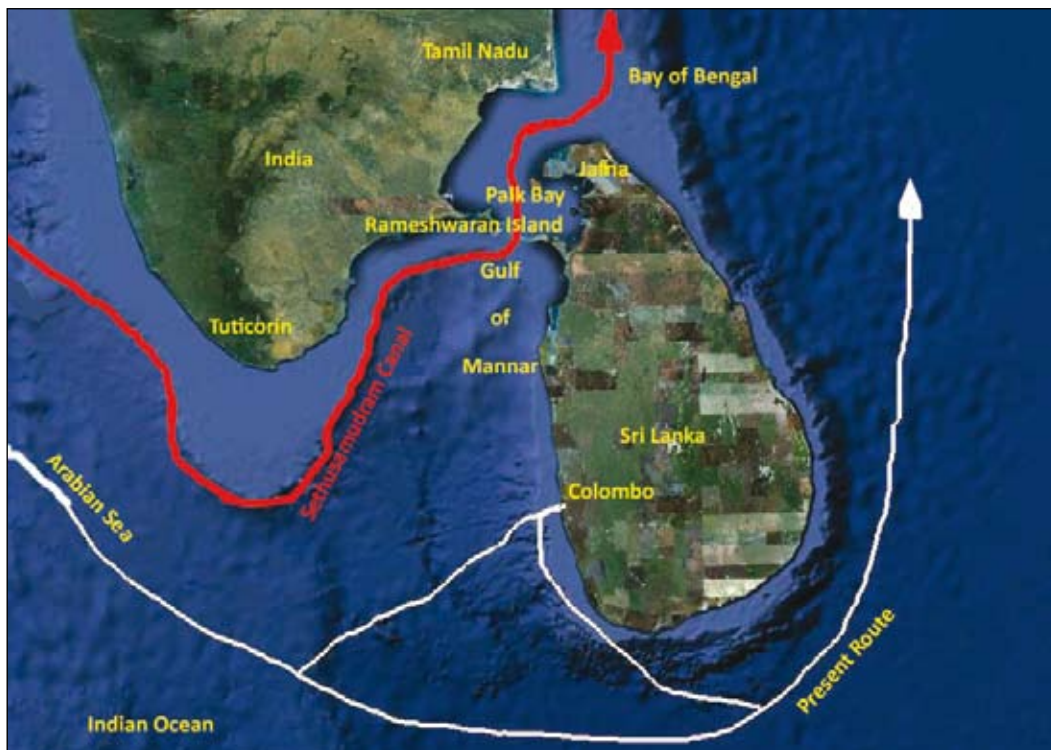 Tamil Nadu
Bay of Bengal
India
Jafna
Palk Bay
Rameshwaran Island
Gulf
of
Mannar
Tuticorin
Sethusamudram Canal
Sri Lanka
Arabian Sea
Colombo
Present Route
Indian Ocean